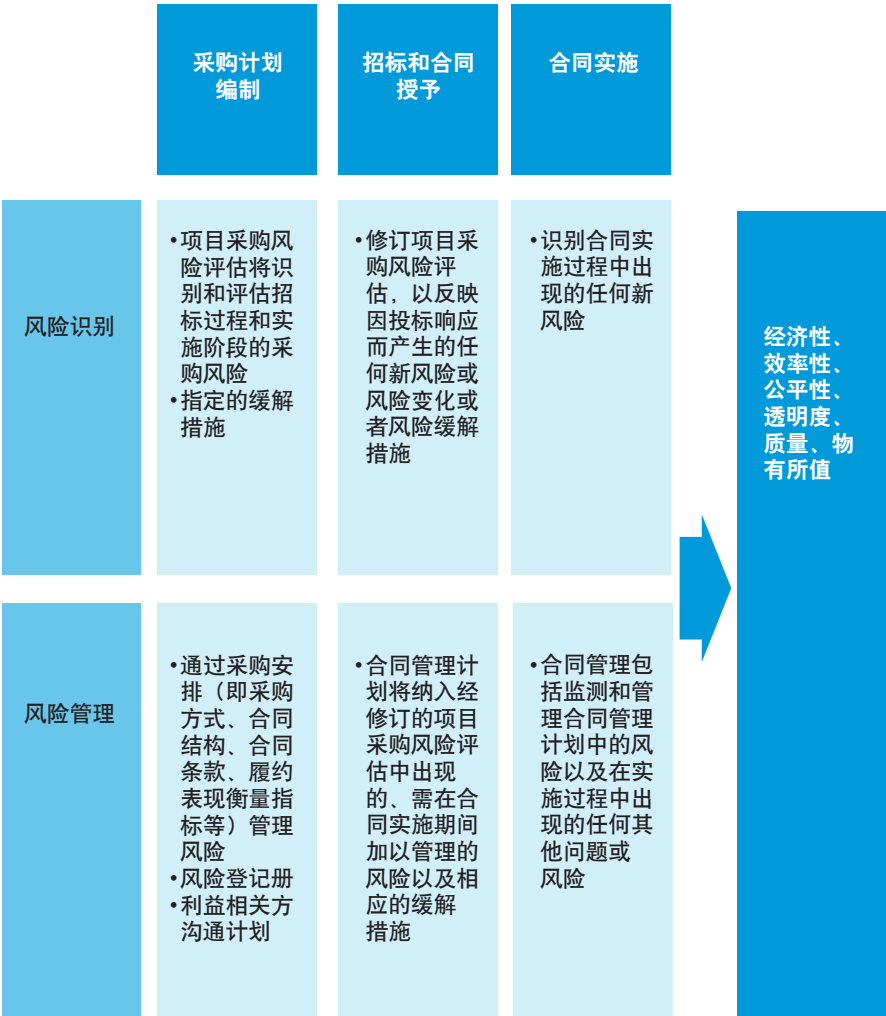 采购计划
编制
招标和合同
授予
合同实施
风险识别
•项目采购风
险评估将识
别和评估招
标过程和实
施阶段的采
购风险
•指定的缓解
措施
•修订项目采
购风险评
估，以反映
因投标响应
而产生的任
何新风险或
风险变化或
者风险缓解
措施
•识别合同实
施过程中出
现的任何新
风险
经济性、
效率性、
公平性、
透明度、
质量、物
有所值
风险管理
•通过采购安
排（即采购
方式、合同
结构、合同
条款、履约
表现衡量指
标等）管理
风险
•风险登记册
•利益相关方
沟通计划
•合同管理计
划将纳入经
修订的项目
采购风险评
估中出现
的、需在合
同实施期间
加以管理的
风险以及相
应的缓解
措施
•合同管理包
括监测和管
理合同管理
计划中的风
险以及在实
施过程中出
现的任何其
他问题或
风险